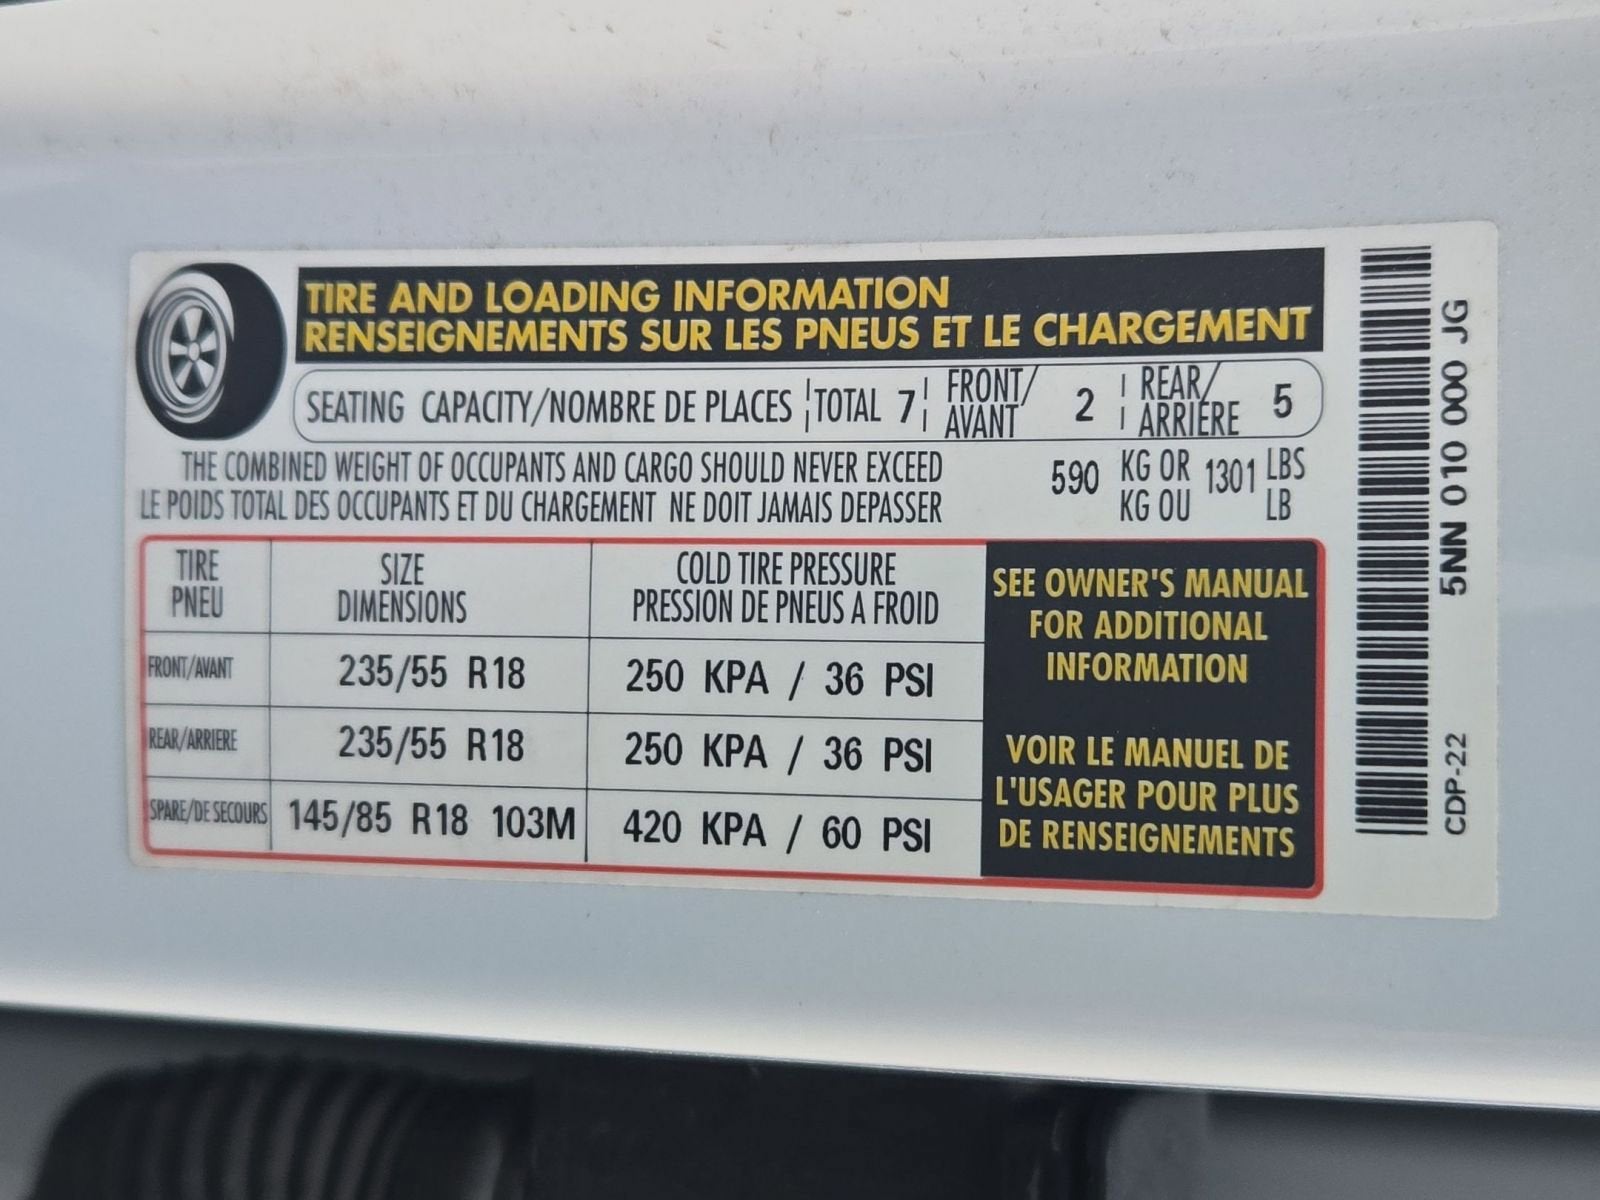 TIRE AND LOADING INFORMATION
RENSEIGNEMENTS SUR LES PNEUS ET LE CHARGEMENT
SEATING CAPACITY/NOMBRE DE PLACES TOTAL 7 FRONT/AVANT 2 REAR/ARRIÈRE 5
THE COMBINED WEIGHT OF OCCUPANTS AND CARGO SHOULD NEVER EXCEED 590 KG OR 1301 LBS
LE POIDS TOTAL DES OCCUPANTS ET DU CHARGEMENT NE DOIT JAMAIS DEPASSER KG OU LB
TIRE SIZE COLD TIRE PRESSURE
PNEU DIMENSIONS PRESSION DE PNEUS A FROID
FRONT/AVANT 235/55 R18 250 KPA / 36 PSI
REAR/ARRIERE 235/55 R18 250 KPA / 36 PSI
SPARE/DE SECOURS 145/85 R18 103M 420 KPA / 60 PSI
SEE OWNER'S MANUAL
FOR ADDITIONAL
INFORMATION
VOIR LE MANUEL DE
L'USAGER POUR PLUS
DE RENSEIGNEMENTS
CDP-22 5NN 010 000 JG